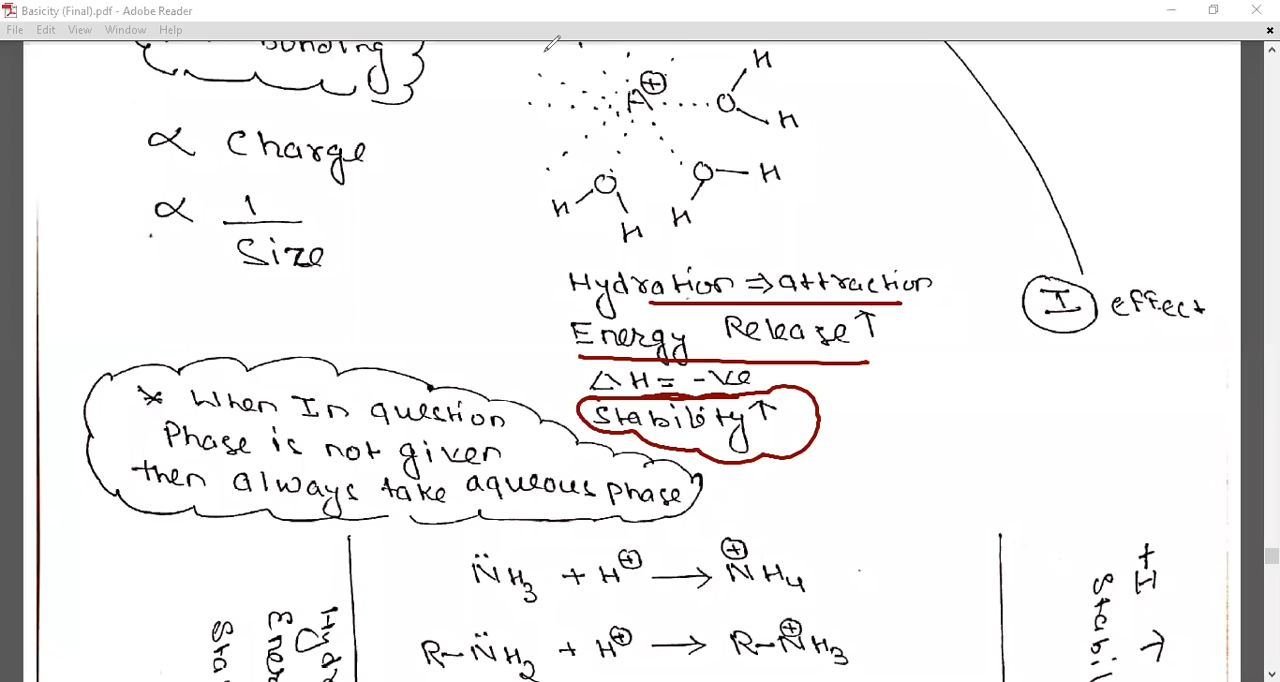 Basicity (Final).pdf - Adobe Reader
File Edit View Window Help
bonding
∝ Charge
∝ 1
Size
A ⊕
O H
H
O H
H
O
H
H
Hydration ⇒ attraction
Energy Release ↑
△H = -ve
Stability ↑
I effect
* When In question
Phase is not given
then always take aqueous phase
N̈H3 + H⊕ → N⊕H4
R-N̈H2 + H⊕ → R-N⊕H3
+I ↑